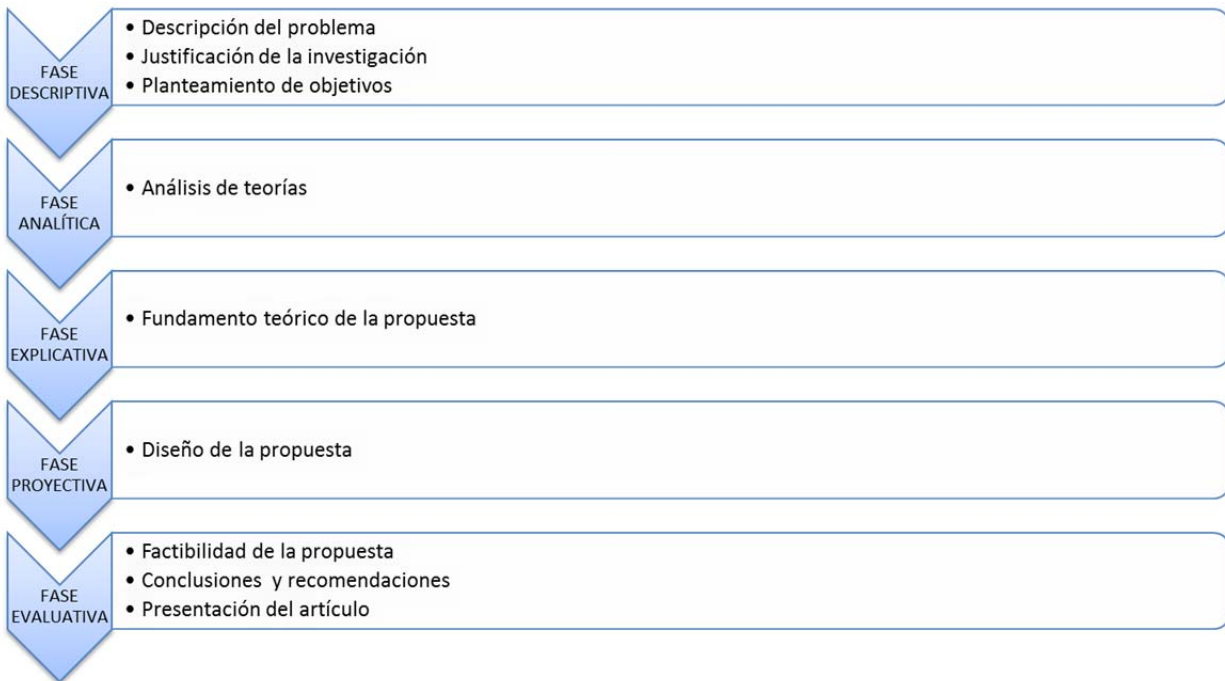 FASE
DESCRIPTIVA
• Descripción del problema
• Justificación de la investigación
• Planteamiento de objetivos
FASE
ANALÍTICA
• Análisis de teorías
FASE
EXPLICATIVA
• Fundamento teórico de la propuesta
FASE
PROYECTIVA
• Diseño de la propuesta
FASE
EVALUATIVA
• Factibilidad de la propuesta
• Conclusiones y recomendaciones
• Presentación del artículo